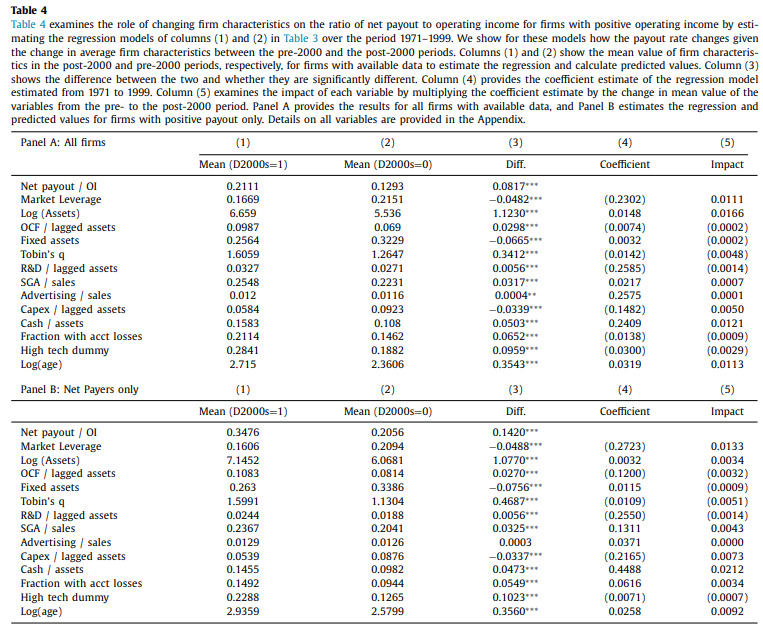 Table 4
Table 4 examines the role of changing firm characteristics on the ratio of net payout to operating income for firms with positive operating income by esti-
mating the regression models of columns (1) and (2) in Table 3 over the period 1971–1999. We show for these models how the payout rate changes given
the change in average firm characteristics between the pre-2000 and the post-2000 periods. Columns (1) and (2) show the mean value of firm characteris-
tics in the post-2000 and pre-2000 periods, respectively, for firms with available data to estimate the regression and calculate predicted values. Column (3)
shows the difference between the two and whether they are significantly different. Column (4) provides the coefficient estimate of the regression model
estimated from 1971 to 1999. Column (5) examines the impact of each variable by multiplying the coefficient estimate by the change in mean value of the
variables from the pre- to the post-2000 period. Panel A provides the results for all firms with available data, and Panel B estimates the regression and
predicted values for firms with positive payout only. Details on all variables are provided in the Appendix.
Panel A: All firms (1) (2) (3) (4) (5)
Mean (D2000s=1) Mean (D2000s=0) Diff. Coefficient Impact
Net payout / OI 0.2111 0.1293 0.0817***
Market Leverage 0.1669 0.2151 −0.0482*** (0.2302) 0.0111
Log (Assets) 6.659 5.536 1.1230*** 0.0148 0.0166
OCF / lagged assets 0.0987 0.069 0.0298*** (0.0074) (0.0002)
Fixed assets 0.2564 0.3229 −0.0665*** 0.0032 (0.0002)
Tobin's q 1.6059 1.2647 0.3412*** (0.0142) (0.0048)
R&D / lagged assets 0.0327 0.0271 0.0056*** (0.2585) (0.0014)
SGA / sales 0.2548 0.2231 0.0317*** 0.0217 0.0007
Advertising / sales 0.012 0.0116 0.0004** 0.2575 0.0001
Capex / lagged assets 0.0584 0.0923 −0.0339*** (0.1482) 0.0050
Cash / assets 0.1583 0.108 0.0503*** 0.2409 0.0121
Fraction with acct losses 0.2114 0.1462 0.0652*** (0.0138) (0.0009)
High tech dummy 0.2841 0.1882 0.0959*** (0.0300) (0.0029)
Log(age) 2.715 2.3606 0.3543*** 0.0319 0.0113
Panel B: Net Payers only (1) (2) (3) (4) (5)
Mean (D2000s=1) Mean (D2000s=0) Diff. Coefficient Impact
Net payout / OI 0.3476 0.2056 0.1420***
Market Leverage 0.1606 0.2094 −0.0488*** (0.2723) 0.0133
Log (Assets) 7.1452 6.0681 1.0770*** 0.0032 0.0034
OCF / lagged assets 0.1083 0.0814 0.0270*** (0.1200) (0.0032)
Fixed assets 0.263 0.3386 −0.0756*** 0.0115 (0.0009)
Tobin's q 1.5991 1.1304 0.4687*** (0.0109) (0.0051)
R&D / lagged assets 0.0244 0.0188 0.0056*** (0.2550) (0.0014)
SGA / sales 0.2367 0.2041 0.0325*** 0.1311 0.0043
Advertising / sales 0.0129 0.0126 0.0003 0.0371 0.0000
Capex / lagged assets 0.0539 0.0876 −0.0337*** (0.2165) 0.0073
Cash / assets 0.1455 0.0982 0.0473*** 0.4488 0.0212
Fraction with acct losses 0.1492 0.0944 0.0549*** 0.0616 0.0034
High tech dummy 0.2288 0.1265 0.1023*** (0.0071) (0.0007)
Log(age) 2.9359 2.5799 0.3560*** 0.0258 0.0092